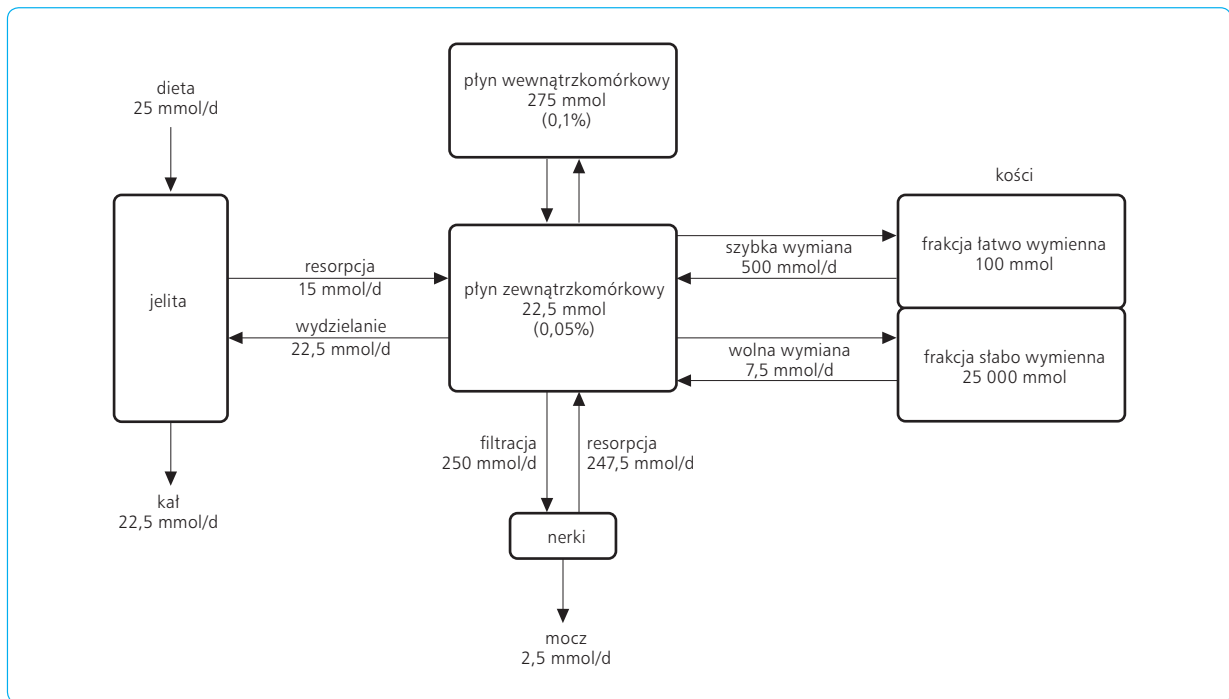 dieta
25 mmol/d
jelita
kał
22,5 mmol/d
resorpcja
15 mmol/d
wydzielanie
22,5 mmol/d
płyn wewnątrzkomórkowy
275 mmol
(0,1%)
płyn zewnątrzkomórkowy
22,5 mmol
(0,05%)
filtracja
250 mmol/d
resorpcja
247,5 mmol/d
nerki
mocz
2,5 mmol/d
szybka wymiana
500 mmol/d
wolna wymiana
7,5 mmol/d
kości
frakcja łatwo wymienna
100 mmol
frakcja słabo wymienna
25 000 mmol